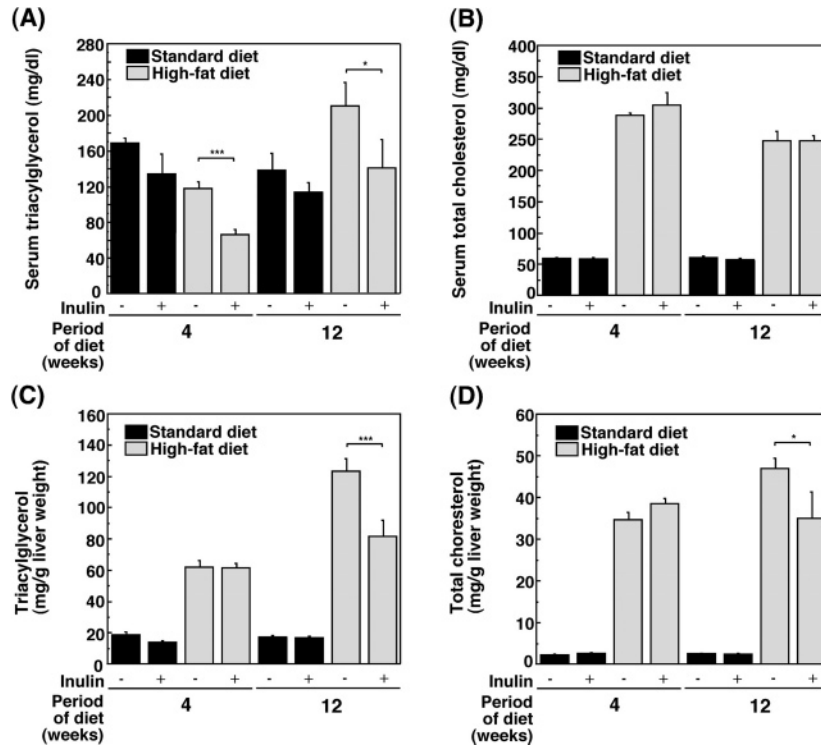 (A)
Serum triacylglycerol (mg/dl)
280
240
200
160
120
80
40
0
Standard diet
High-fat diet
***
*
Inulin - + - + - + - +
Period of diet (weeks) 4 12
(B)
Serum total cholesterol (mg/dl)
400
350
300
250
200
150
100
50
0
Standard diet
High-fat diet
Inulin - + - + - + - +
Period of diet (weeks) 4 12
(C)
Triacylglycerol
(mg/g liver weight)
160
140
120
100
80
60
40
20
0
Standard diet
High-fat diet
***
Inulin - + - + - + - +
Period of diet (weeks) 4 12
(D)
Total choresterol
(mg/g liver weight)
60
50
40
30
20
10
0
Standard diet
High-fat diet
*
Inulin - + - + - + - +
Period of diet (weeks) 4 12